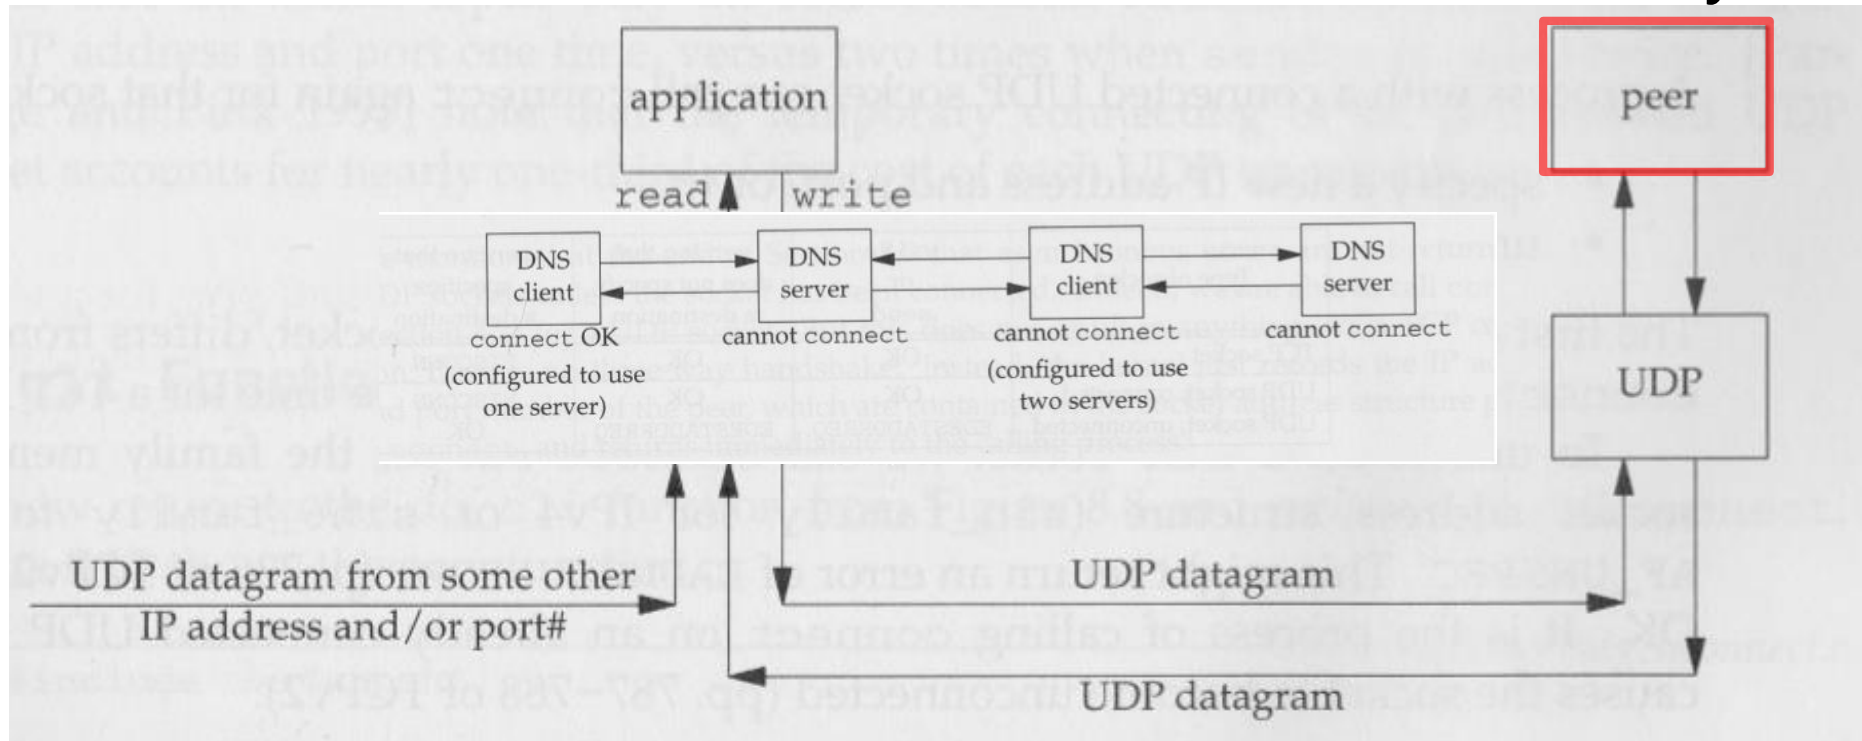 application
peer
read
write
DNS
client
DNS
server
DNS
client
DNS
server
connect OK
cannot connect
cannot connect
cannot connect
(configured to use
one server)
(configured to use
two servers)
UDP
UDP datagram from some other
IP address and/or port#
UDP datagram
UDP datagram